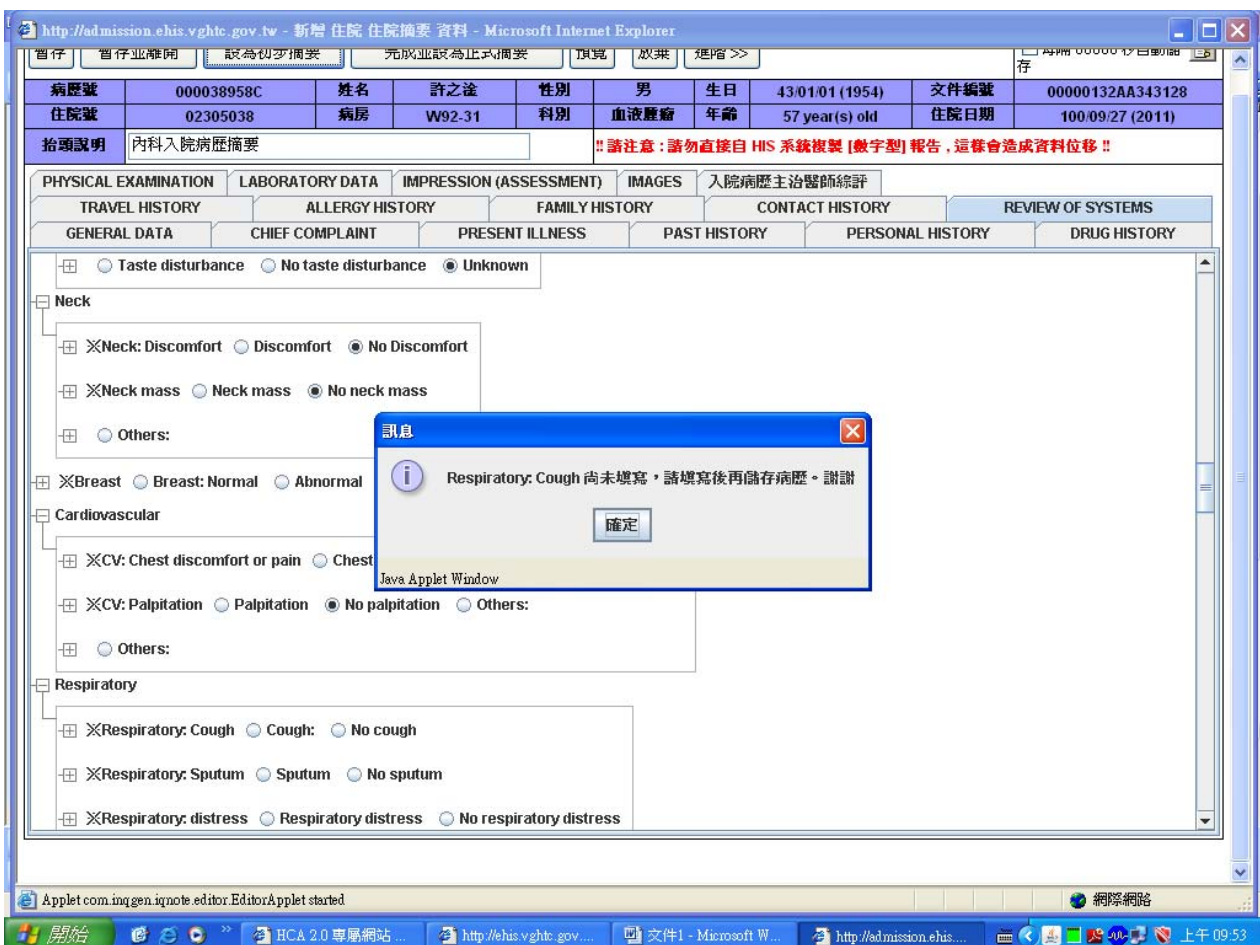 http://admission.ehis.vghtc.gov.tw - 新增 住院 住院摘要 資料 - Microsoft Internet Explorer
暫存 暫存並離開 設為初步摘要 完成並設為正式摘要 預覽 放棄 進階 >> 每隔 00000 秒自動儲存
病歷號 000038958C 姓名 許之淦 性別 男 生日 43/01/01 (1954) 文件編號 00000132AA343128
住院號 02305038 病房 W92-31 科別 血液腫瘤 年齡 57 year(s) old 住院日期 100/09/27 (2011)
抬頭說明 內科入院病歷摘要 !! 請注意 : 請勿直接自 HIS 系統複製 [數字型] 報告 , 這樣會造成資料位移 !!
PHYSICAL EXAMINATION LABORATORY DATA IMPRESSION (ASSESSMENT) IMAGES 入院病歷主治醫師綜評
TRAVEL HISTORY ALLERGY HISTORY FAMILY HISTORY CONTACT HISTORY REVIEW OF SYSTEMS
GENERAL DATA CHIEF COMPLAINT PRESENT ILLNESS PAST HISTORY PERSONAL HISTORY DRUG HISTORY
Taste disturbance No taste disturbance Unknown
Neck
※Neck: Discomfort Discomfort No Discomfort
※Neck mass Neck mass No neck mass
Others:
訊息
Respiratory: Cough 尚未填寫，請填寫後再儲存病歷。謝謝
確定
Java Applet Window
※Breast Breast: Normal Abnormal
Cardiovascular
※CV: Chest discomfort or pain Chest
※CV: Palpitation Palpitation No palpitation Others:
Others:
Respiratory
※Respiratory: Cough Cough: No cough
※Respiratory: Sputum Sputum No sputum
※Respiratory: distress Respiratory distress No respiratory distress
Applet com.inqgen.iqnote.editor.EditorApplet started 網際網路
開始 HCA 2.0 專屬網站 ... http://ehis.vghtc.gov.... 文件1 - Microsoft W... http://admission.ehis.... 上午 09:53